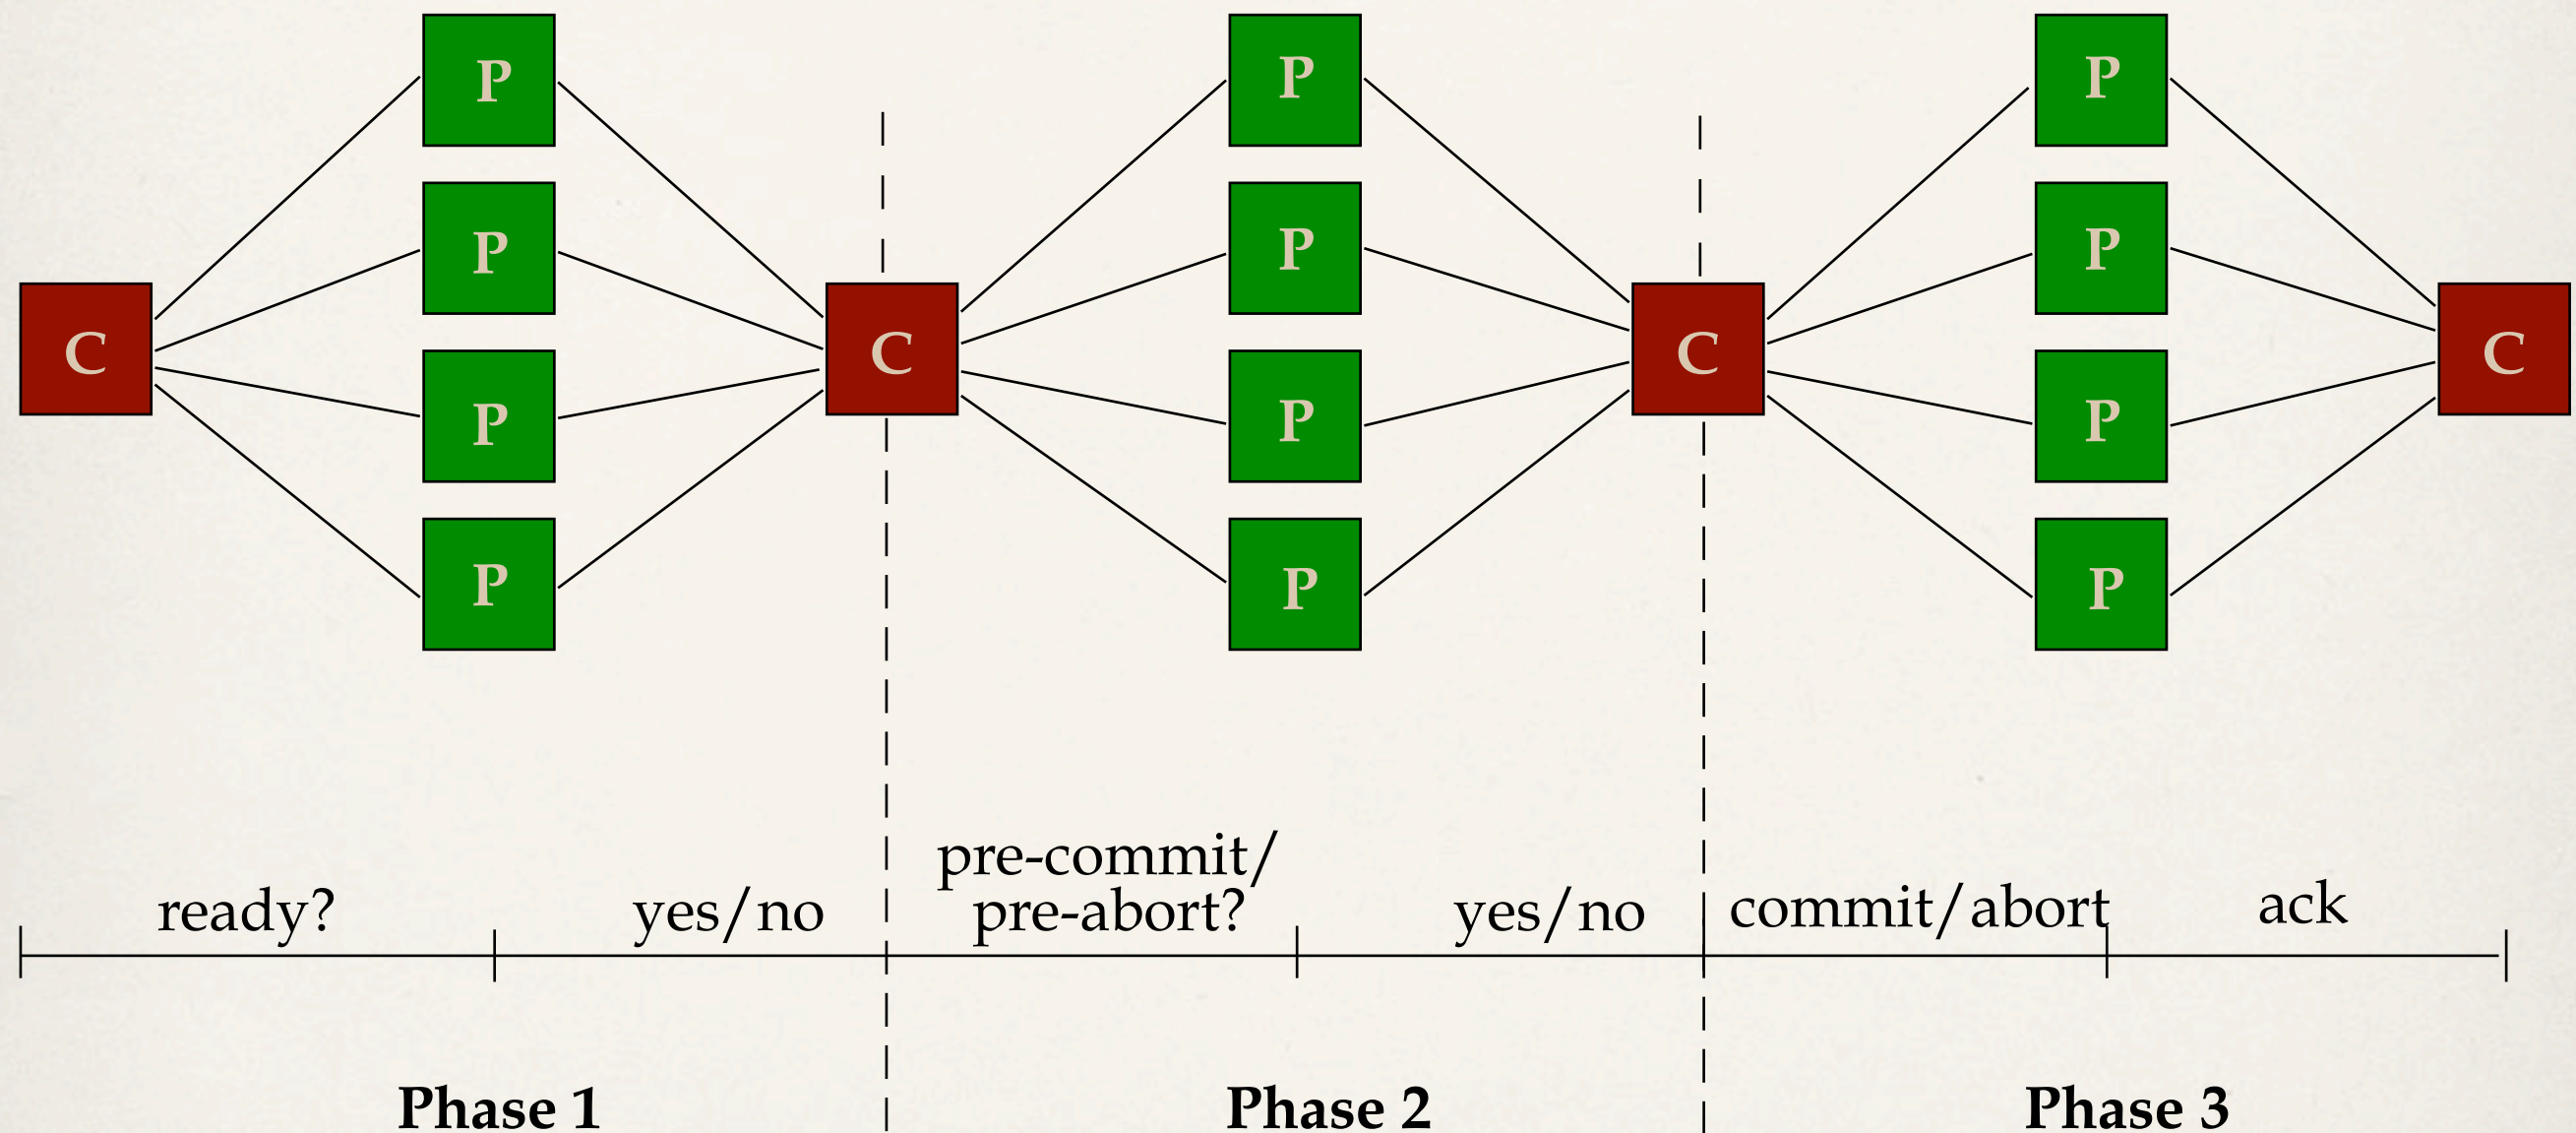 P
P
P
P
P
P
P
P
P
P
P
P
C
C
C
C
pre-commit/
ready?
yes/no
pre-abort?
yes/no
commit/abort
ack
Phase 1
Phase 2
Phase 3